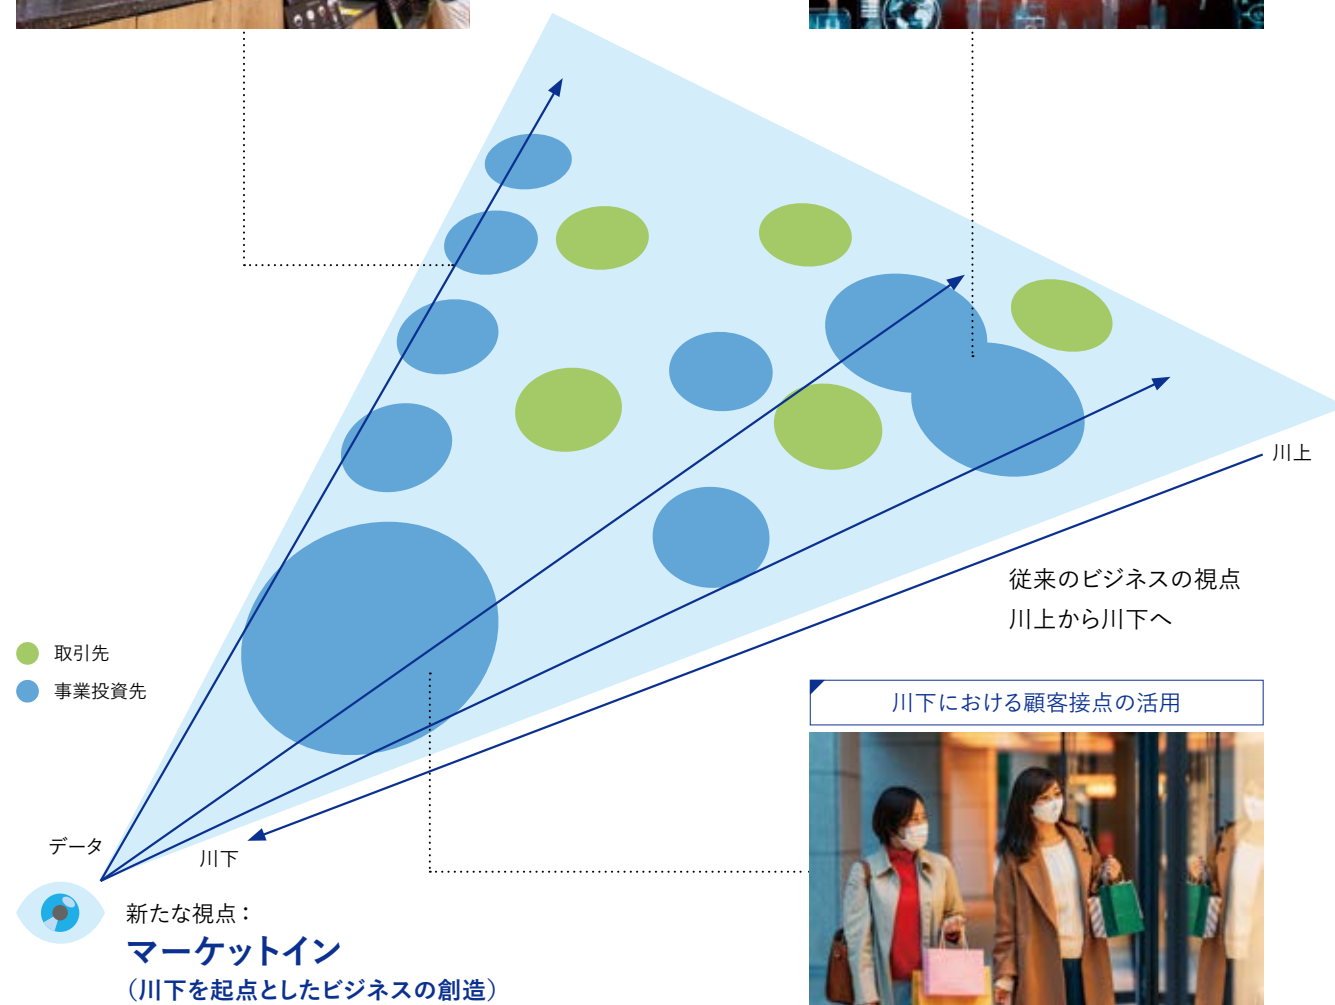 川上
従来のビジネスの視点
川上から川下へ
取引先
事業投資先
川下における顧客接点の活用
データ
川下
新たな視点：
マーケットイン
（川下を起点としたビジネスの創造）